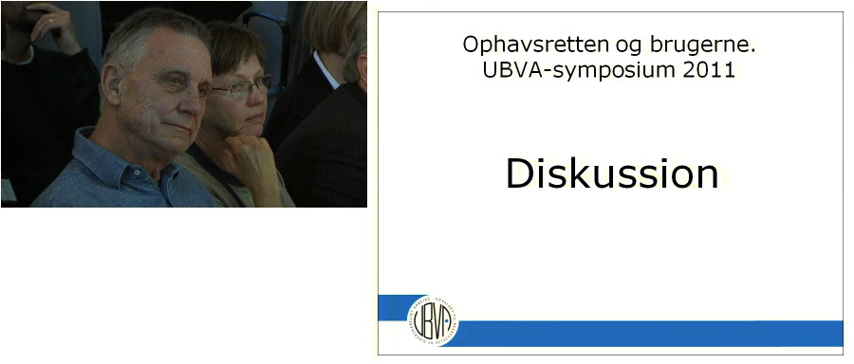 Ophavsretten og brugerne.
UBVA-symposium 2011
Diskussion
UBVA